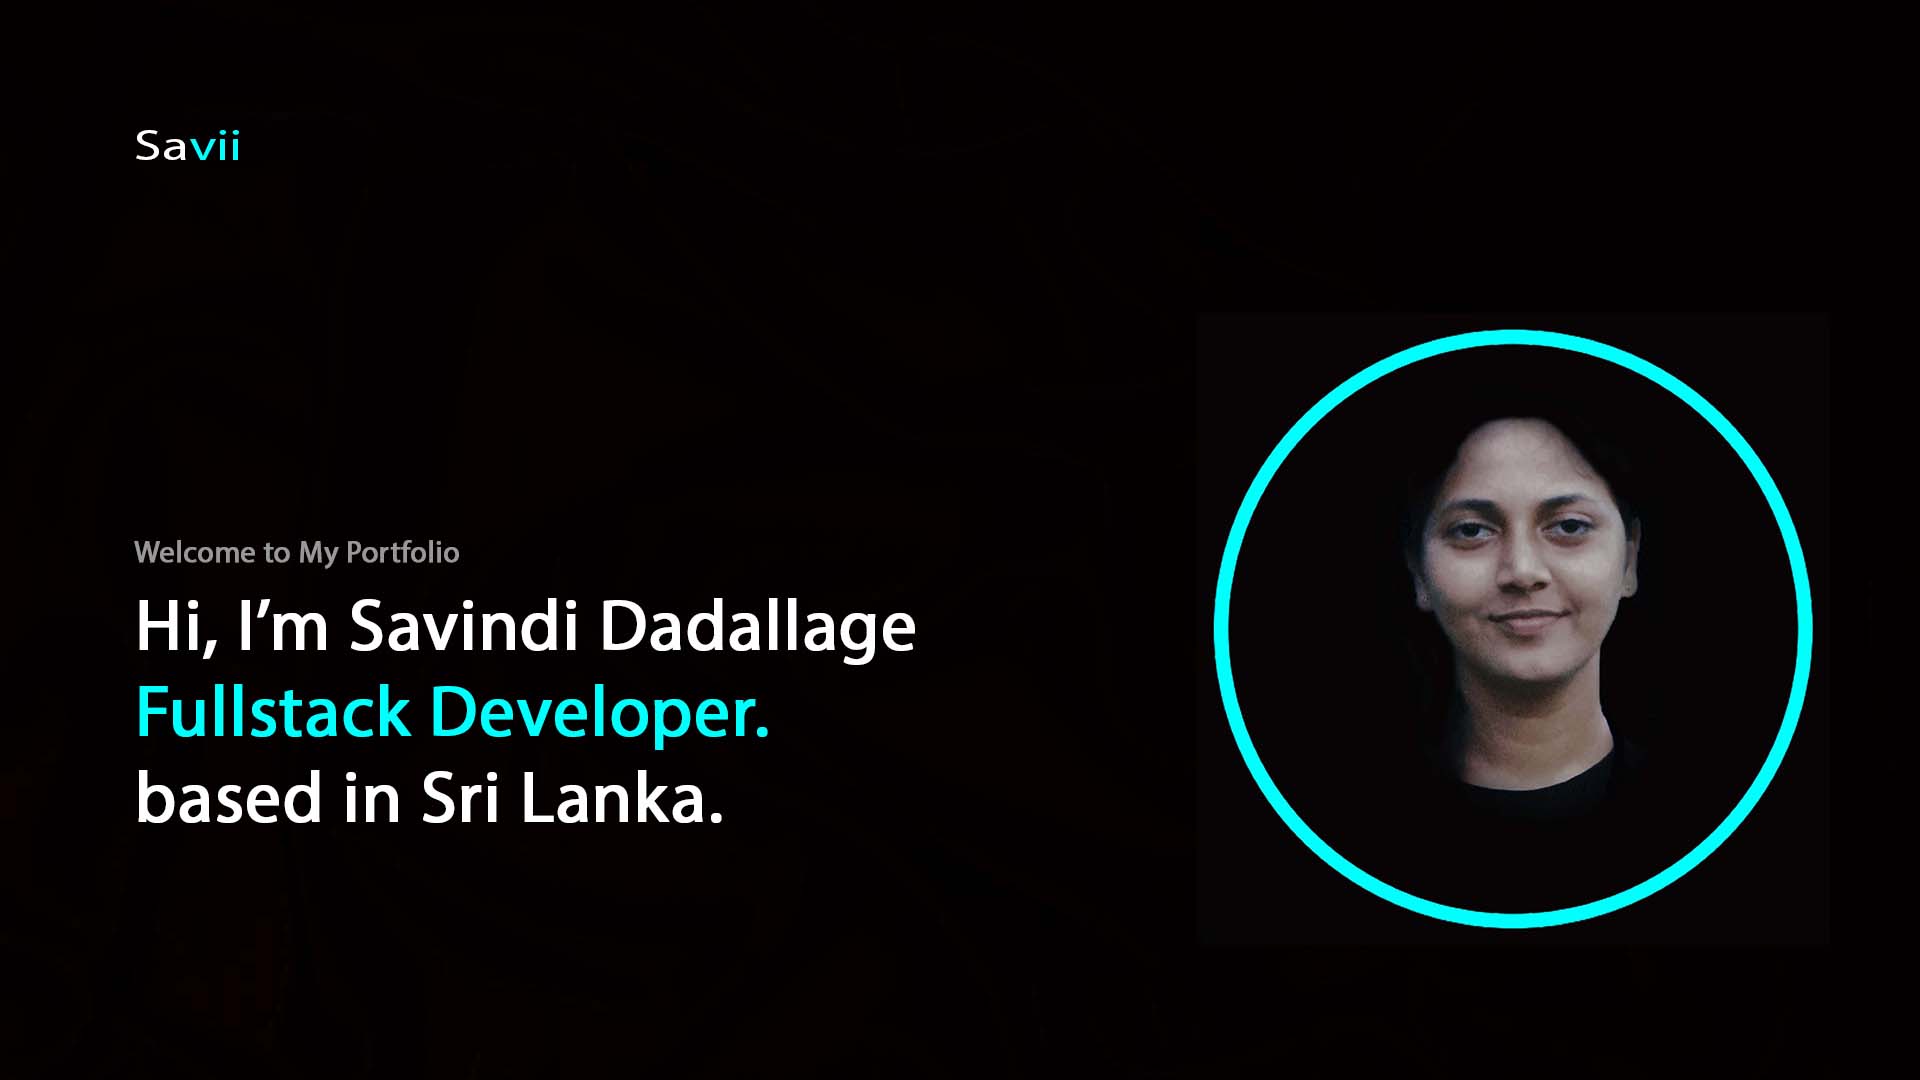 Savii
Welcome to My Portfolio
Hi, I’m Savindi Dadallage
Fullstack Developer.
based in Sri Lanka.